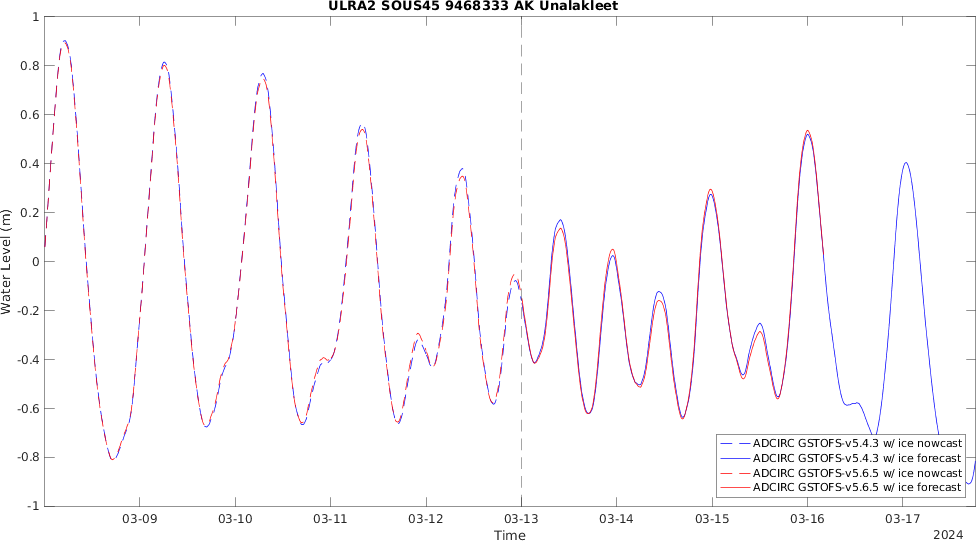 ULRA2 SOUS45 9468333 AK Unalakleet
Water Level (m)
1
0.8
0.6
0.4
0.2
0
-0.2
-0.4
-0.6
-0.8
-1
ADCIRC GSTOFS-v5.4.3 w/ ice nowcast
ADCIRC GSTOFS-v5.4.3 w/ ice forecast
ADCIRC GSTOFS-v5.6.5 w/ ice nowcast
ADCIRC GSTOFS-v5.6.5 w/ ice forecast
03-09 03-10 03-11 03-12 03-13 03-14 03-15 03-16 03-17
Time
2024